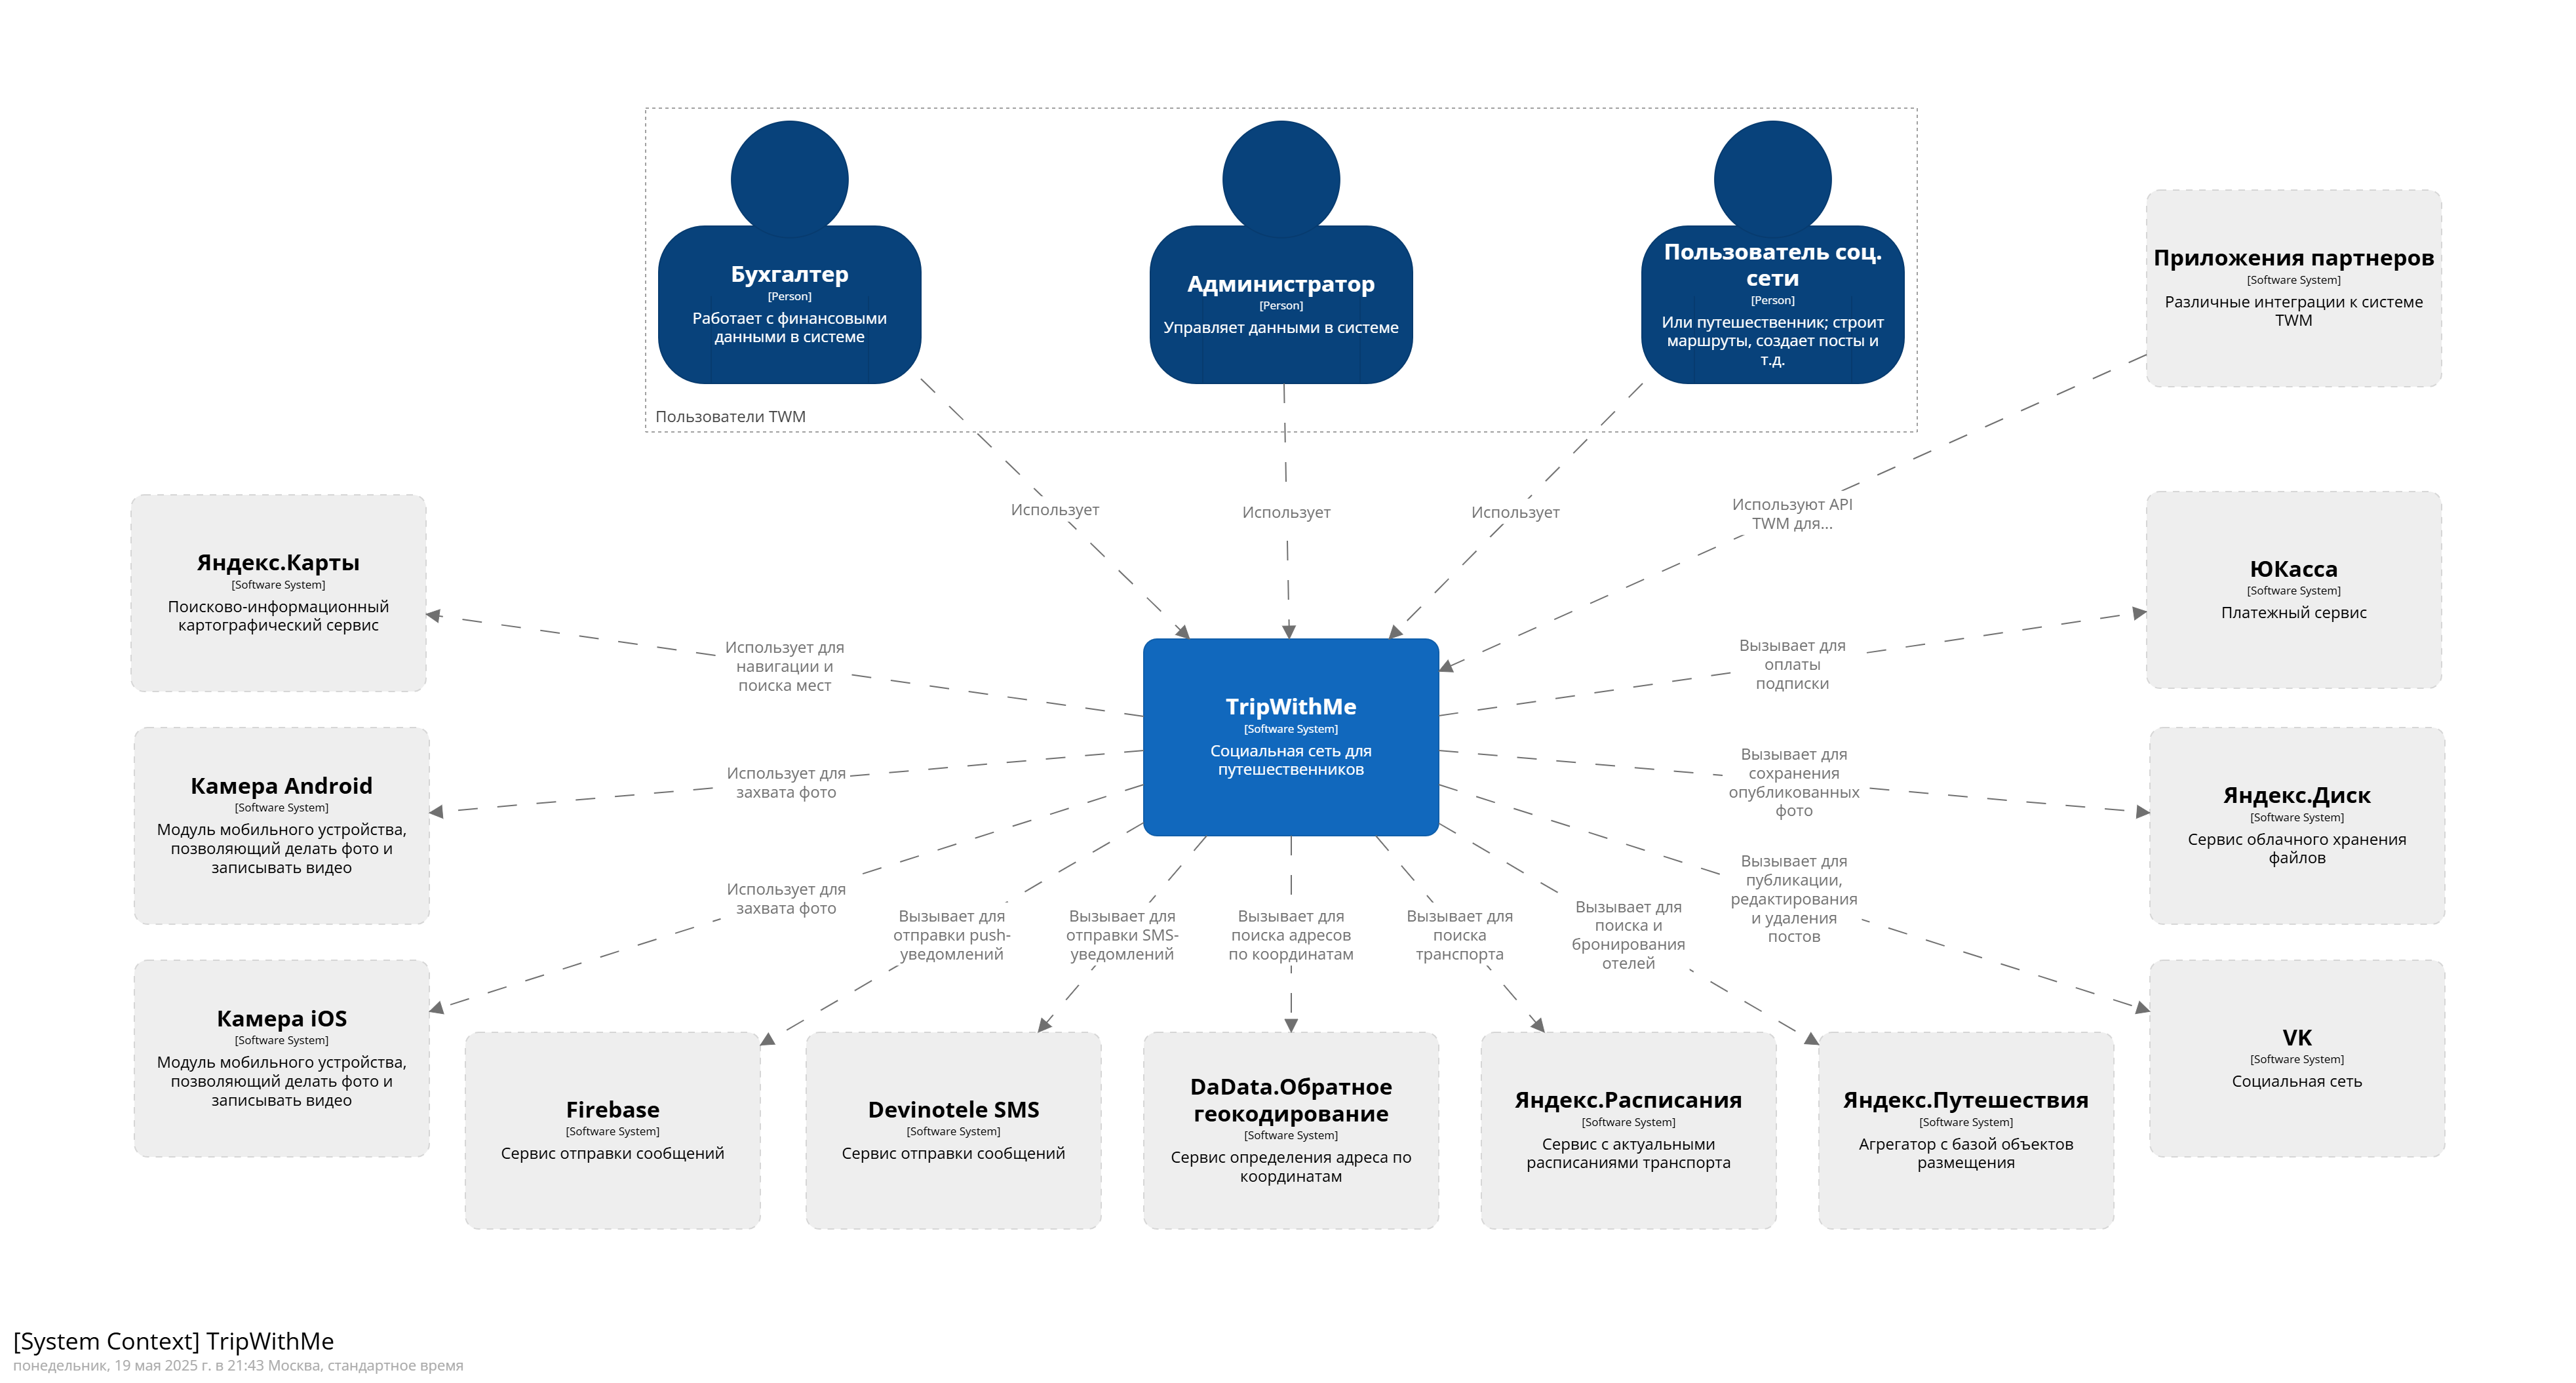 Бухгалтер
[Person]
Работает с финансовыми
данными в системе
Администратор
[Person]
Управляет данными в системе
Пользователь соц.
сети
[Person]
Или путешественник; строит
маршруты, создает посты и
т.д.
Пользователи TWM
Приложения партнеров
[Software System]
Различные интеграции к системе
TWM
Использует
Использует
Использует
Используют API
TWM для...
Яндекс.Карты
[Software System]
Поисково-информационный
картографический сервис
ЮКасса
[Software System]
Платежный сервис
Использует для
навигации и
поиска мест
Вызывает для
оплаты
подписки
TripWithMe
[Software System]
Социальная сеть для
путешественников
Камера Android
[Software System]
Модуль мобильного устройства,
позволяющий делать фото и
записывать видео
Использует для
захвата фото
Вызывает для
сохранения
опубликованных
фото
Яндекс.Диск
[Software System]
Сервис облачного хранения
файлов
Использует для
захвата фото
Вызывает для
отправки push-
уведомлений
Вызывает для
отправки SMS-
уведомлений
Вызывает для
поиска адресов
по координатам
Вызывает для
поиска
транспорта
Вызывает для
поиска и
бронирования
отелей
Вызывает для
публикации,
редактирования
и удаления
постов
Камера iOS
[Software System]
Модуль мобильного устройства,
позволяющий делать фото и
записывать видео
Firebase
[Software System]
Сервис отправки сообщений
Devinotele SMS
[Software System]
Сервис отправки сообщений
DaData.Обратное
геокодирование
[Software System]
Сервис определения адреса по
координатам
Яндекс.Расписания
[Software System]
Сервис с актуальными
расписаниями транспорта
Яндекс.Путешествия
[Software System]
Агрегатор с базой объектов
размещения
VK
[Software System]
Социальная сеть
[System Context] TripWithMe
понедельник, 19 мая 2025 г. в 21:43 Москва, стандартное время